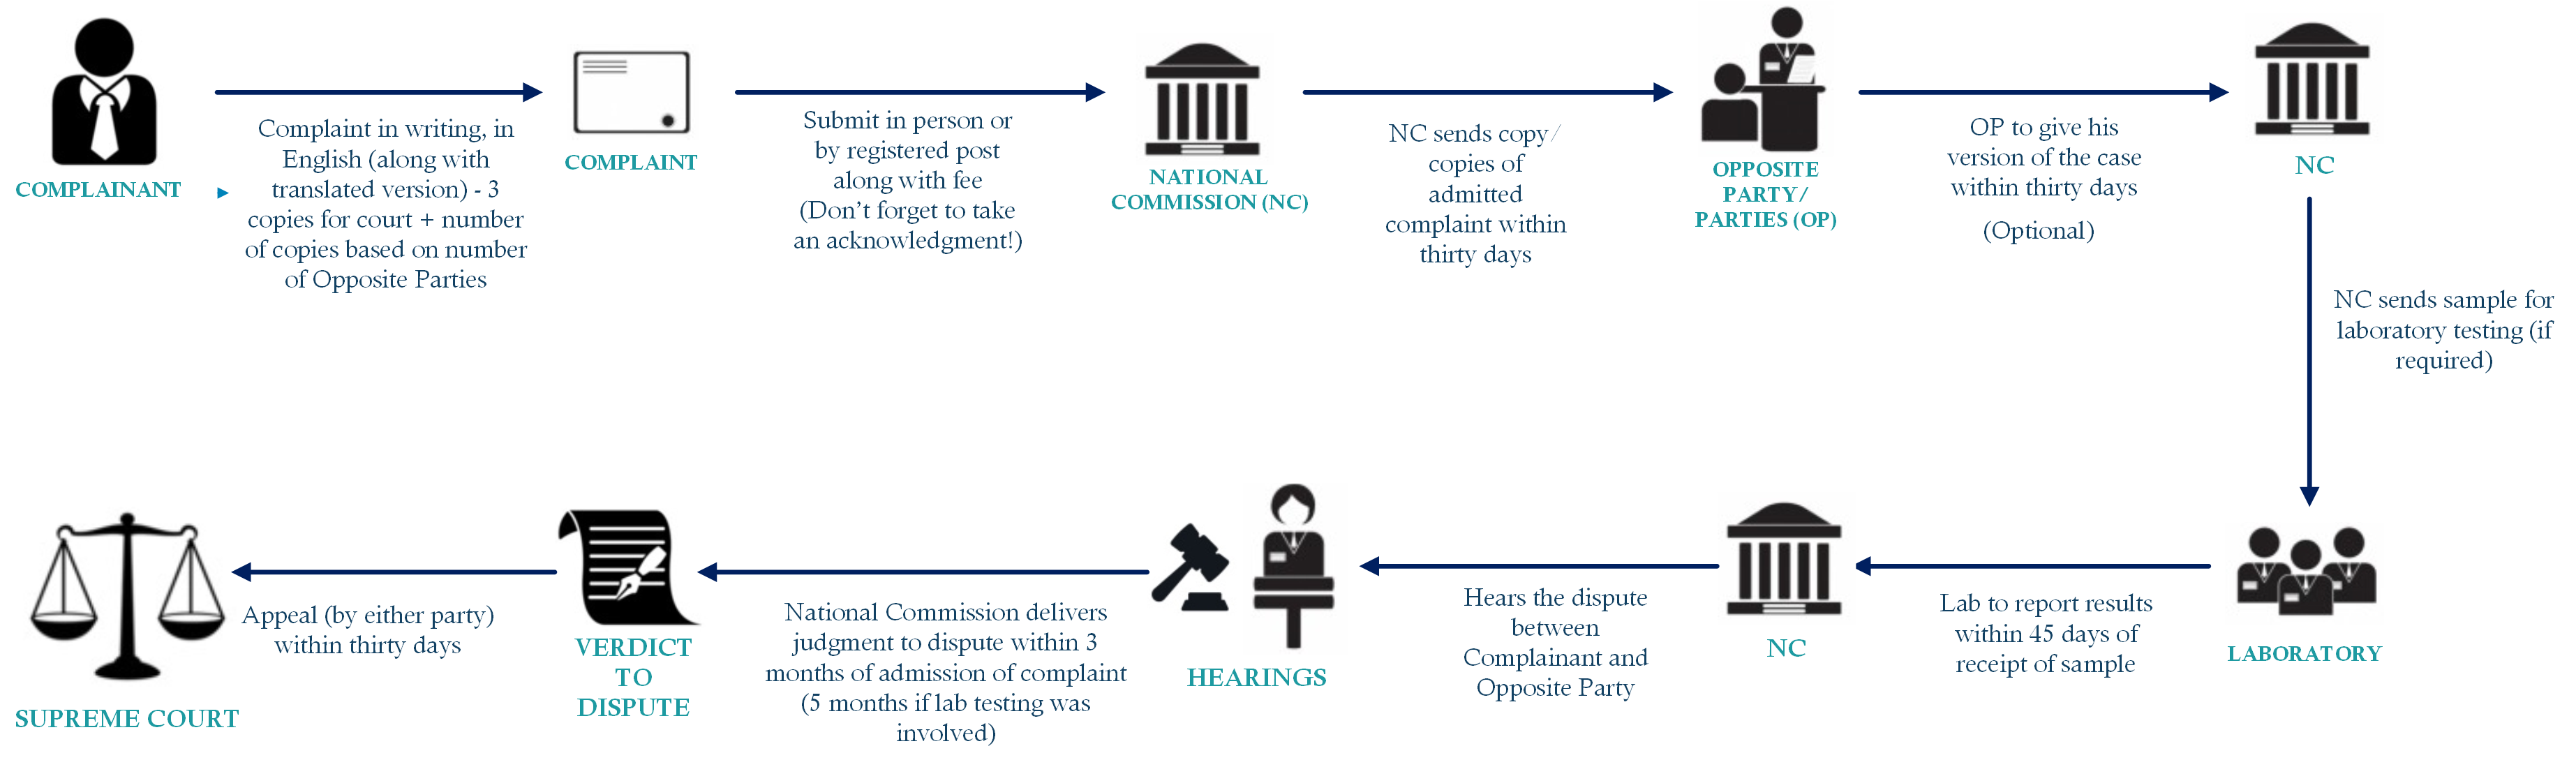 COMPLAINANT
Complaint in writing, in
English (along with
translated version) - 3
copies for court + number
of copies based on number
of Opposite Parties
COMPLAINT
Submit in person or
by registered post
along with fee
(Don't forget to take
an acknowledgment!)
NATIONAL
COMMISSION (NC)
NC sends copy/
copies of
admitted
complaint within
thirty days
OPPOSITE
PARTY/
PARTIES (OP)
OP to give his
version of the case
within thirty days
(Optional)
NC
NC sends sample for
laboratory testing (if
required)
LABORATORY
Lab to report results
within 45 days of
receipt of sample
NC
Hears the dispute
between
Complainant and
Opposite Party
HEARINGS
National Commission delivers
judgment to dispute within 3
months of admission of complaint
(5 months if lab testing was
involved)
VERDICT
TO
DISPUTE
Appeal (by either party)
within thirty days
SUPREME COURT